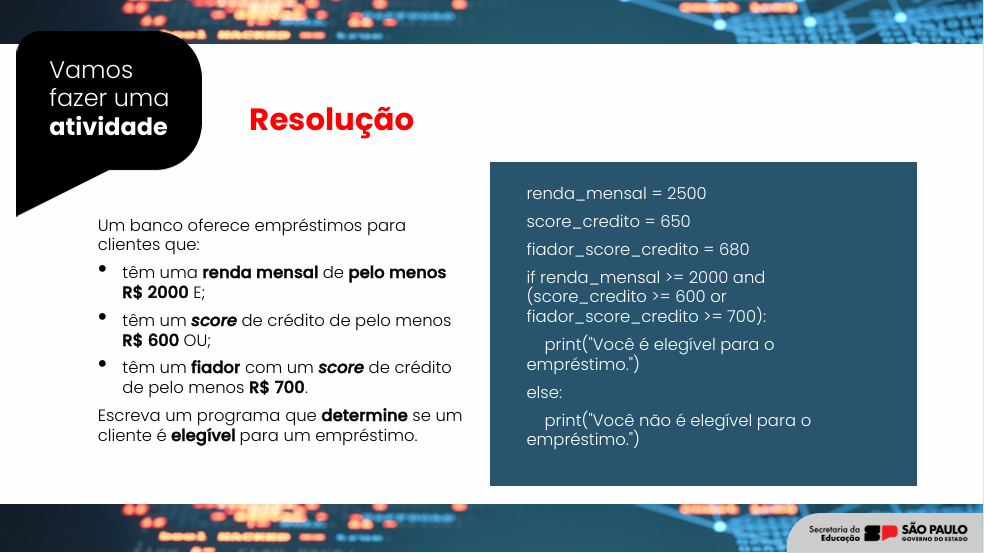 Vamos
fazer uma
atividade
Resolução
Um banco oferece empréstimos para
clientes que:
• têm uma renda mensal de pelo menos
R$ 2000 E;
• têm um score de crédito de pelo menos
R$ 600 OU;
• têm um fiador com um score de crédito
de pelo menos R$ 700.
Escreva um programa que determine se um
cliente é elegível para um empréstimo.
renda_mensal = 2500
score_credito = 650
fiador_score_credito = 680
if renda_mensal >= 2000 and
(score_credito >= 600 or
fiador_score_credito >= 700):
    print("Você é elegível para o
empréstimo.")
else:
    print("Você não é elegível para o
empréstimo.")
Secretaria da
Educação
SÃO PAULO
GOVERNO DO ESTADO